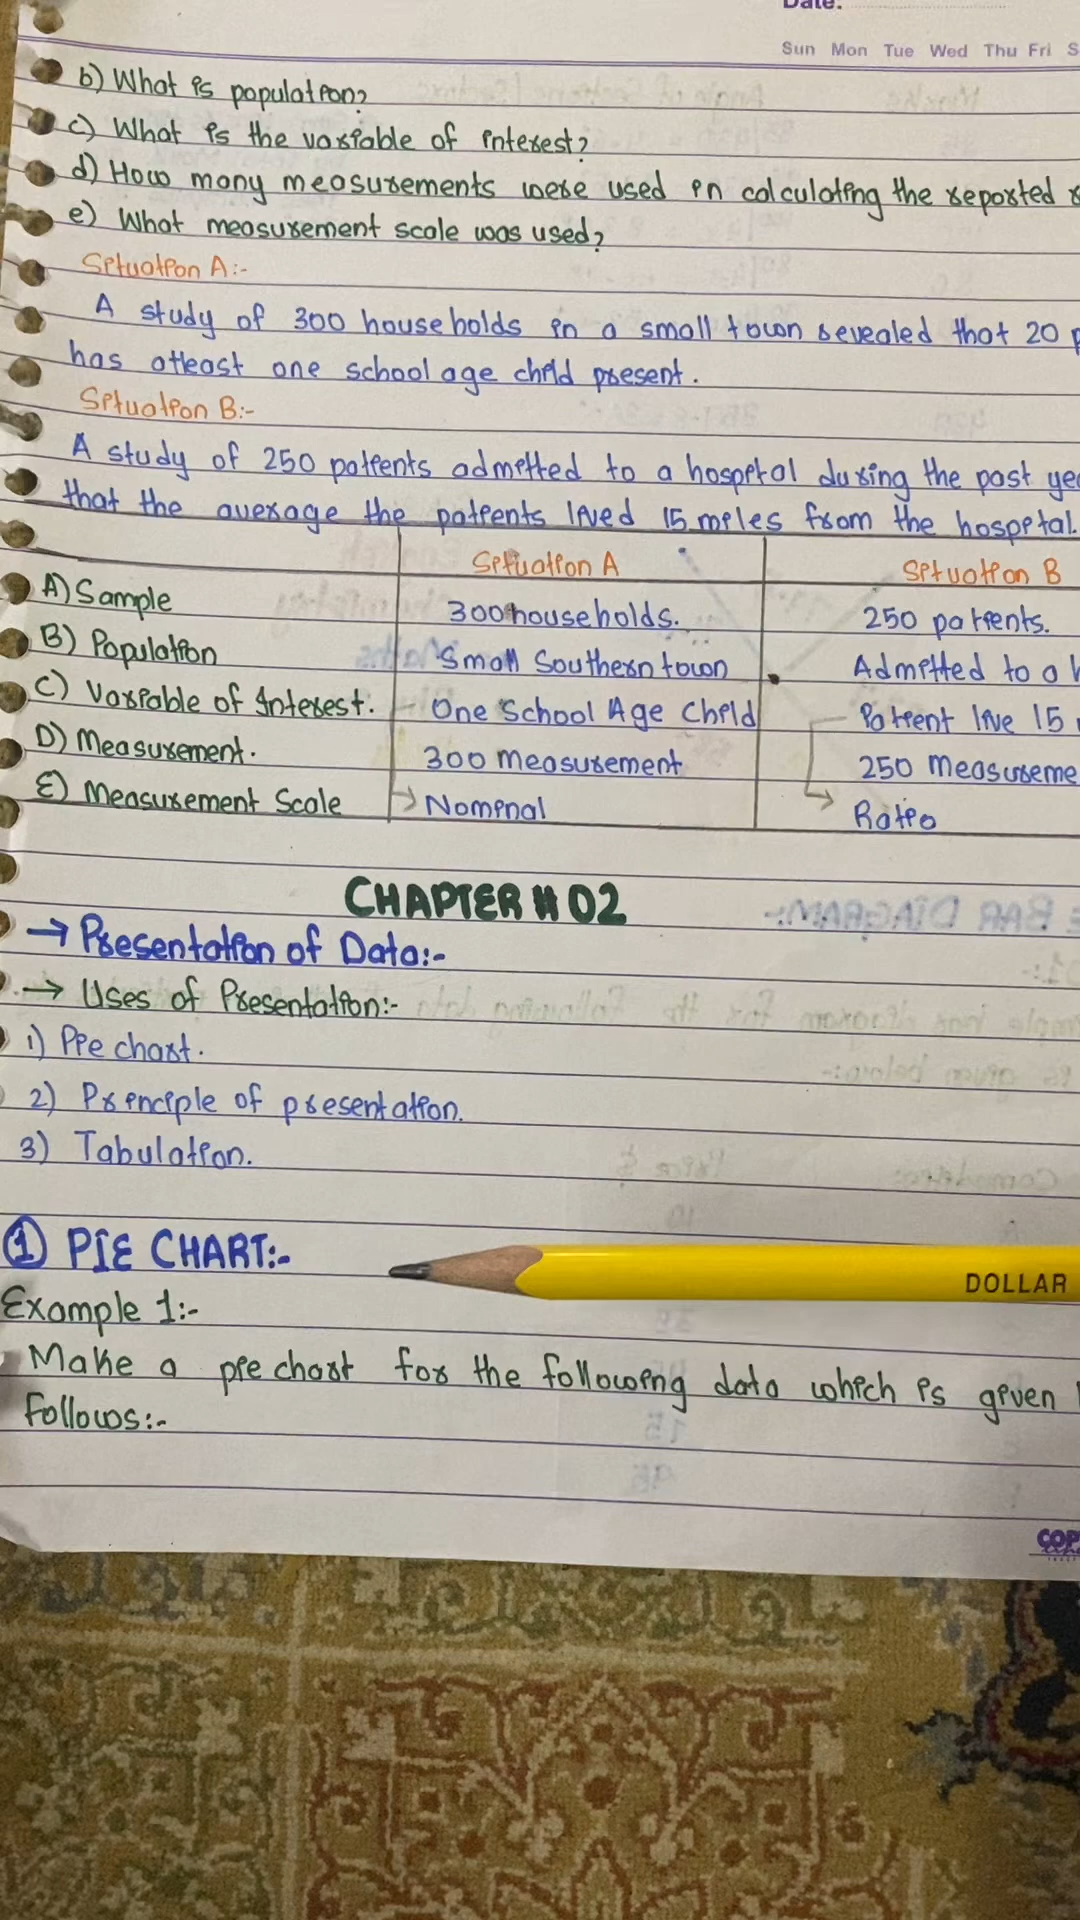 Date:
Sun Mon Tue Wed Thu Fri S
b) What is population?
c) What is the variable of interest?
d) How many measurements were used in calculating the reported
e) What measurement scale was used?
Situation A:-
A study of 300 households in a small town revealed that 20
has atleast one school age child present.
Situation B:-
A study of 250 patients admitted to a hospital during the past
that the average the patients lived 15 miles from the hospital.
Situation A Situation B
A) Sample 300 households. 250 patients.
B) Population Small Southern town Admitted to a
C) Variable of Interest. One School Age Child Patient live 15
D) Measurement. 300 measurement 250 Measureme
E) Measurement Scale → Nominal → Ratio
CHAPTER # 02
→ Presentation of Data:-
→ Uses of Presentation:-
1) Pie chart.
2) Principle of presentation.
3) Tabulation.
① PIE CHART:-
DOLLAR
Example 1:-
Make a pie chart for the following data which is given
follows:-
COP